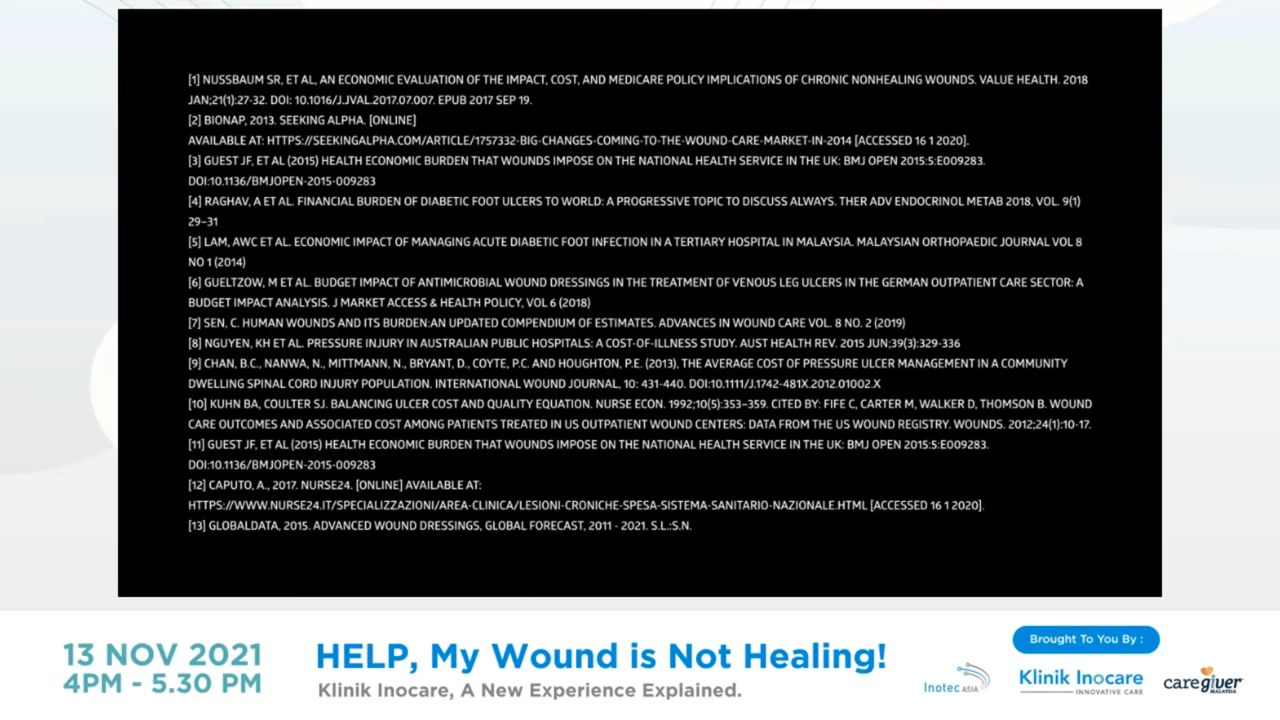 [1] NUSSBAUM SR, ET AL, AN ECONOMIC EVALUATION OF THE IMPACT, COST, AND MEDICARE POLICY IMPLICATIONS OF CHRONIC NONHEALING WOUNDS. VALUE HEALTH. 2018
JAN;21(1):27-32. DOI: 10.1016/J.JVAL.2017.07.007. EPUB 2017 SEP 19.
[2] BIONAP, 2013. SEEKING ALPHA. [ONLINE]
AVAILABLE AT: HTTPS://SEEKINGALPHA.COM/ARTICLE/1757332-BIG-CHANGES-COMING-TO-THE-WOUND-CARE-MARKET-IN-2014 [ACCESSED 16 1 2020].
[3] GUEST JF, ET AL (2015) HEALTH ECONOMIC BURDEN THAT WOUNDS IMPOSE ON THE NATIONAL HEALTH SERVICE IN THE UK: BMJ OPEN 2015:5:E009283.
DOI:10.1136/BMJOPEN-2015-009283
[4] RAGHAV, A ET AL. FINANCIAL BURDEN OF DIABETIC FOOT ULCERS TO WORLD: A PROGRESSIVE TOPIC TO DISCUSS ALWAYS. THER ADV ENDOCRINOL METAB 2018, VOL. 9(1)
29–31
[5] LAM, AWC ET AL. ECONOMIC IMPACT OF MANAGING ACUTE DIABETIC FOOT INFECTION IN A TERTIARY HOSPITAL IN MALAYSIA. MALAYSIAN ORTHOPAEDIC JOURNAL VOL 8
NO 1 (2014)
[6] GUELTZOW, M ET AL. BUDGET IMPACT OF ANTIMICROBIAL WOUND DRESSINGS IN THE TREATMENT OF VENOUS LEG ULCERS IN THE GERMAN OUTPATIENT CARE SECTOR: A
BUDGET IMPACT ANALYSIS. J MARKET ACCESS & HEALTH POLICY, VOL 6 (2018)
[7] SEN, C. HUMAN WOUNDS AND ITS BURDEN:AN UPDATED COMPENDIUM OF ESTIMATES. ADVANCES IN WOUND CARE VOL. 8 NO. 2 (2019)
[8] NGUYEN, KH ET AL. PRESSURE INJURY IN AUSTRALIAN PUBLIC HOSPITALS: A COST-OF-ILLNESS STUDY. AUST HEALTH REV. 2015 JUN;39(3):329-336
[9] CHAN, B.C., NANWA, N., MITTMANN, N., BRYANT, D., COYTE, P.C. AND HOUGHTON, P.E. (2013), THE AVERAGE COST OF PRESSURE ULCER MANAGEMENT IN A COMMUNITY
DWELLING SPINAL CORD INJURY POPULATION. INTERNATIONAL WOUND JOURNAL, 10: 431-440. DOI:10.1111/J.1742-481X.2012.01002.X
[10] KUHN BA, COULTER SJ. BALANCING ULCER COST AND QUALITY EQUATION. NURSE ECON. 1992;10(5):353–359. CITED BY: FIFE C, CARTER M, WALKER D, THOMSON B. WOUND
CARE OUTCOMES AND ASSOCIATED COST AMONG PATIENTS TREATED IN US OUTPATIENT WOUND CENTERS: DATA FROM THE US WOUND REGISTRY. WOUNDS. 2012;24(1):10-17.
[11] GUEST JF, ET AL (2015) HEALTH ECONOMIC BURDEN THAT WOUNDS IMPOSE ON THE NATIONAL HEALTH SERVICE IN THE UK: BMJ OPEN 2015:5:E009283.
DOI:10.1136/BMJOPEN-2015-009283
[12] CAPUTO, A., 2017. NURSE24. [ONLINE] AVAILABLE AT:
HTTPS://WWW.NURSE24.IT/SPECIALIZZAZIONI/AREA-CLINICA/LESIONI-CRONICHE-SPESA-SISTEMA-SANITARIO-NAZIONALE.HTML [ACCESSED 16 1 2020].
[13] GLOBALDATA, 2015. ADVANCED WOUND DRESSINGS, GLOBAL FORECAST, 2011 - 2021. S.L.:S.N.
13 NOV 2021
4PM - 5.30 PM
HELP, My Wound is Not Healing!
Klinik Inocare, A New Experience Explained.
Brought To You By :
Inotec ASIA
Klinik Inocare
INNOVATIVE CARE
caregiver
MALAYSIA